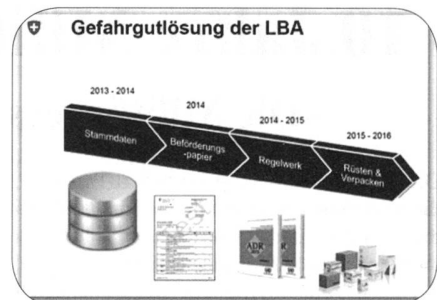 Gefahrgutlösung der LBA
2013 - 2014
2014
2014 - 2015
2015 - 2016
Stammdaten
Beförderungs
-papier
Regelwerk
Rüsten &
Verpacken
ADR